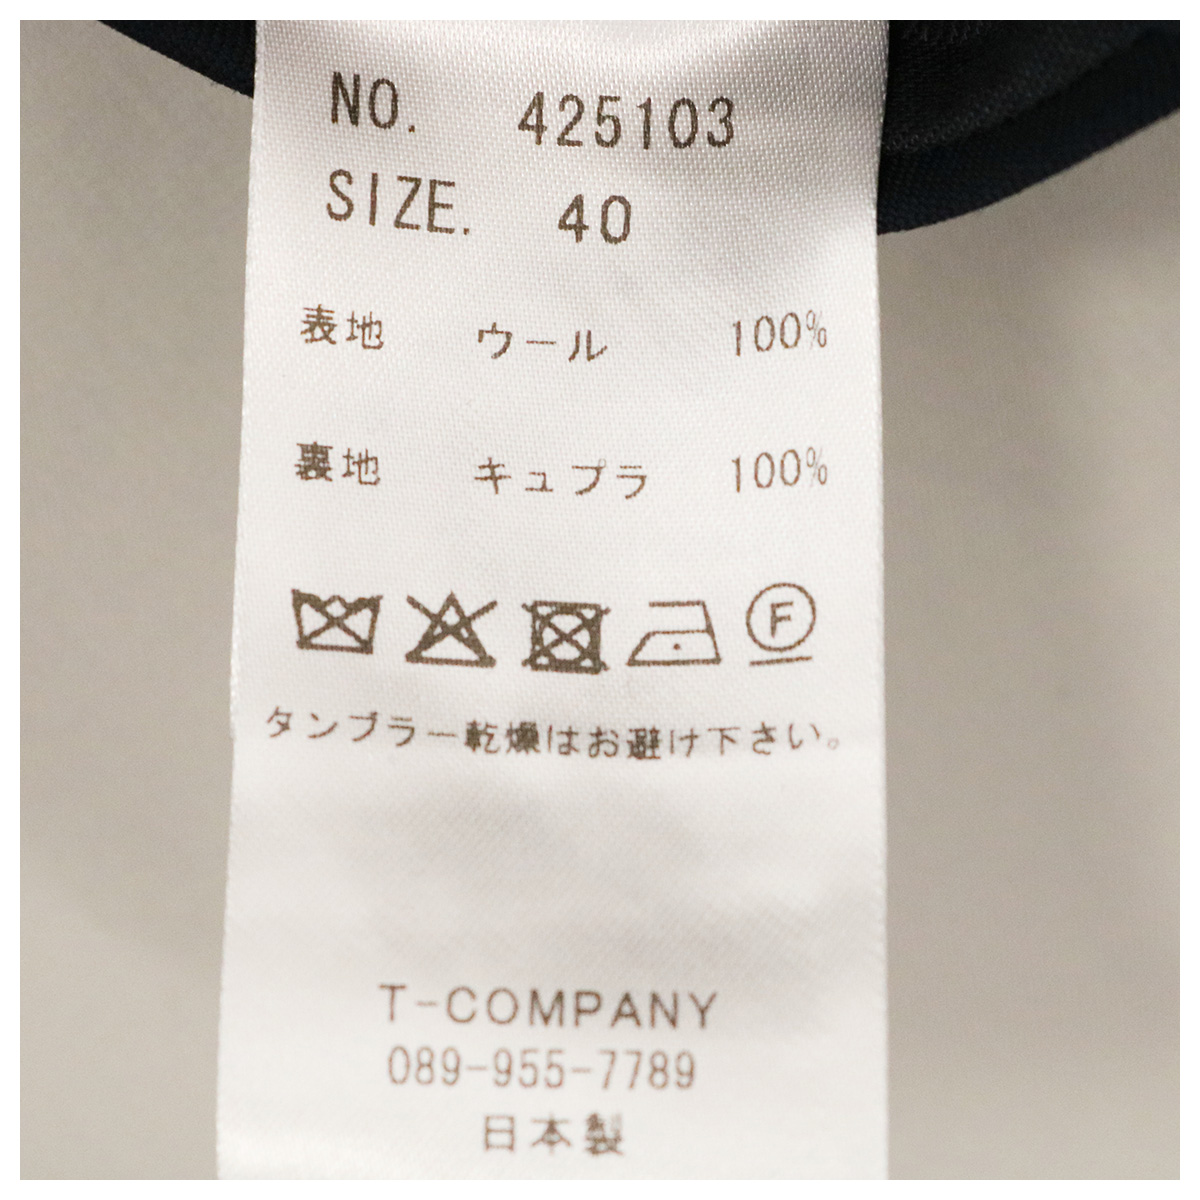 NO. 425103
SIZE. 40
表地 ウール 100%
裏地 キュプラ 100%
F
タンブラー乾燥はお避け下さい。
T-COMPANY
089-955-7789
日本製